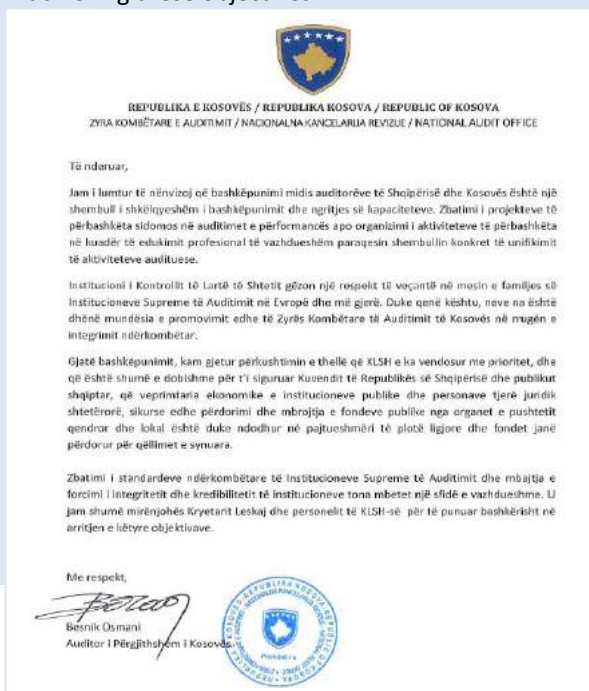 REPUBLIKA E KOSOVËS / REPUBLIKA KOSOVA / REPUBLIC OF KOSOVA
ZYRA KOMBËTARE E AUDITIMIT / NACIONALNA KANCELARIJA REVIZIJE / NATIONAL AUDIT OFFICE
Të nderuar,
Jam i lumtur të nënvizoj që bashkëpunimi midis auditorëve të Shqipërisë dhe Kosovës është një
shembull i shkëlqyeshëm i bashkëpunimit dhe ngritjes së kapaciteteve. Zbatimi i projekteve të
përbashkëta sidomos në auditimet e përformancës apo organizimi i aktiviteteve të përbashkëta
në kuadër të edukimit profesional të vazhdueshëm paraqesin shembullin konkret të unifikimit
të aktiviteteve audituese.
Institucioni i Kontrollit të Lartë të Shtetit gëzon një respekt të veçantë në mesin e familjes së
Institucioneve Supreme të Auditimit në Evropë dhe më gjerë. Duke qenë kështu, neve na është
dhënë mundësia e promovimit edhe të Zyrës Kombëtare të Auditimit të Kosovës në rrugën e
integrimit ndërkombëtar.
Gjatë bashkëpunimit, kam gjetur përkushtimin e thellë që KLSH e ka vendosur me prioritet, dhe
që është shumë e dobishme për t'i siguruar Kuvendit të Republikës së Shqipërisë dhe publikut
shqiptar, që veprimtaria ekonomike e institucioneve publike dhe personave tjerë juridik
shtetërorë, sikurse edhe përdorimi dhe mbrojtja e fondeve publike nga organet e pushtetit
qendror dhe lokal është duke ndodhur në pajtueshmëri të plotë ligjore dhe fondet janë
përdorur për qëllimet e synuara.
Zbatimi i standardeve ndërkombëtare të Institucioneve Supreme të Auditimit dhe mbajtja e
forcimi i integritetit dhe kredibilitetit të institucioneve tona mbetet një sfidë e vazhdueshme. U
jam shumë mirënjohës Kryetarit Leskaj dhe personelit të KLSH-së për të punuar bashkërisht në
arritjen e këtyre objektivave.
Me respekt,
Besnik Osmani
Auditor i Përgjithshëm i Kosovës